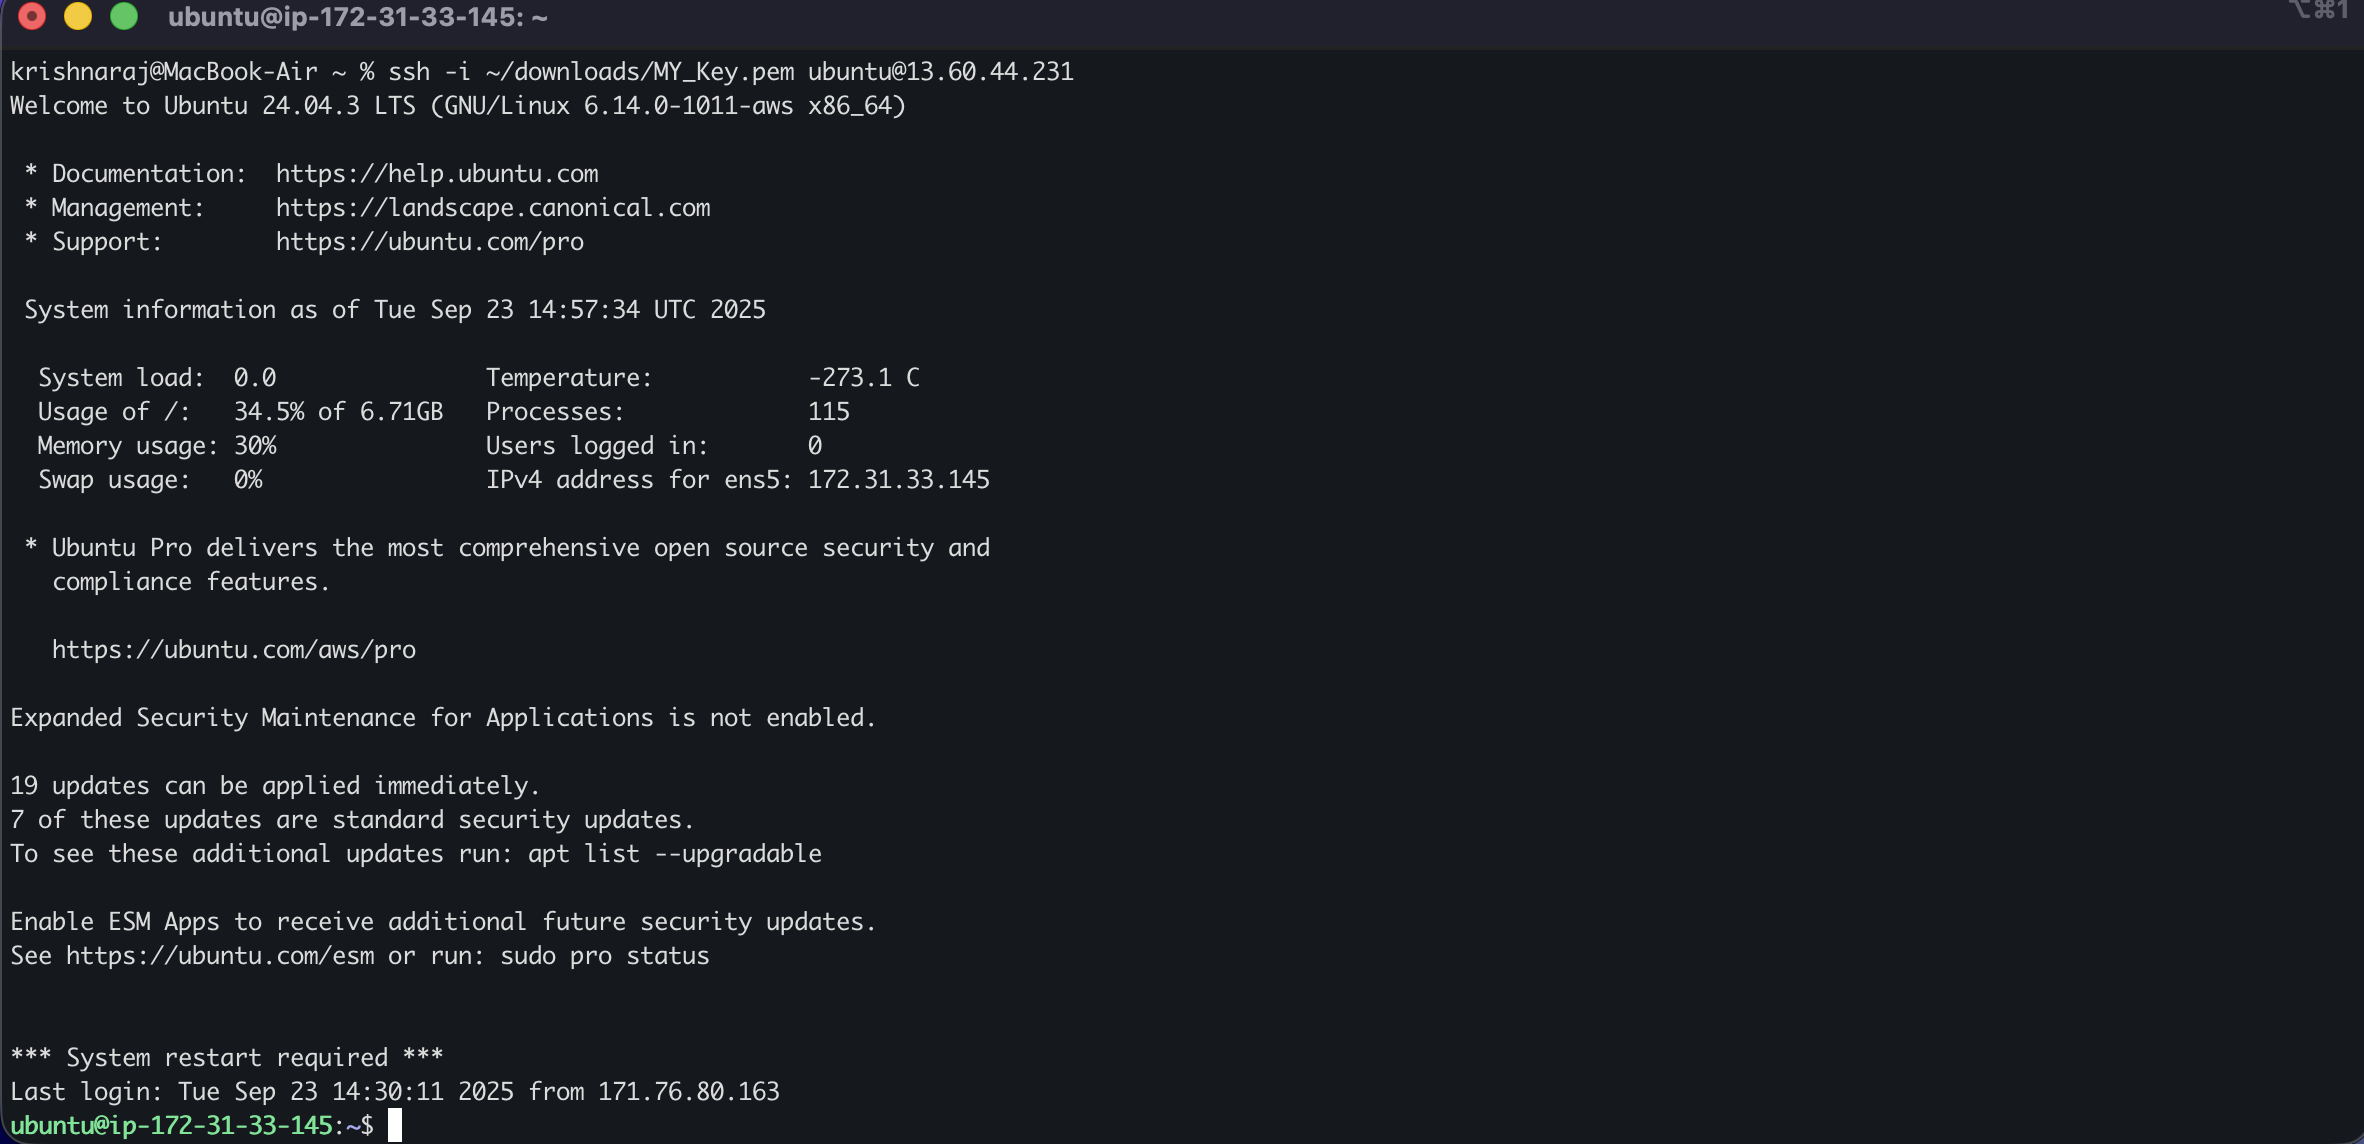 ubuntu@ip-172-31-33-145: ~
⌥⌘1
krishnaraj@MacBook-Air ~ % ssh -i ~/downloads/MY_Key.pem ubuntu@13.60.44.231
Welcome to Ubuntu 24.04.3 LTS (GNU/Linux 6.14.0-1011-aws x86_64)
* Documentation:  https://help.ubuntu.com
* Management:     https://landscape.canonical.com
* Support:        https://ubuntu.com/pro
System information as of Tue Sep 23 14:57:34 UTC 2025
System load:  0.0               Temperature:           -273.1 C
Usage of /:   34.5% of 6.71GB   Processes:             115
Memory usage: 30%               Users logged in:       0
Swap usage:   0%                IPv4 address for ens5: 172.31.33.145
* Ubuntu Pro delivers the most comprehensive open source security and
compliance features.
https://ubuntu.com/aws/pro
Expanded Security Maintenance for Applications is not enabled.
19 updates can be applied immediately.
7 of these updates are standard security updates.
To see these additional updates run: apt list --upgradable
Enable ESM Apps to receive additional future security updates.
See https://ubuntu.com/esm or run: sudo pro status
*** System restart required ***
Last login: Tue Sep 23 14:30:11 2025 from 171.76.80.163
ubuntu@ip-172-31-33-145:~$